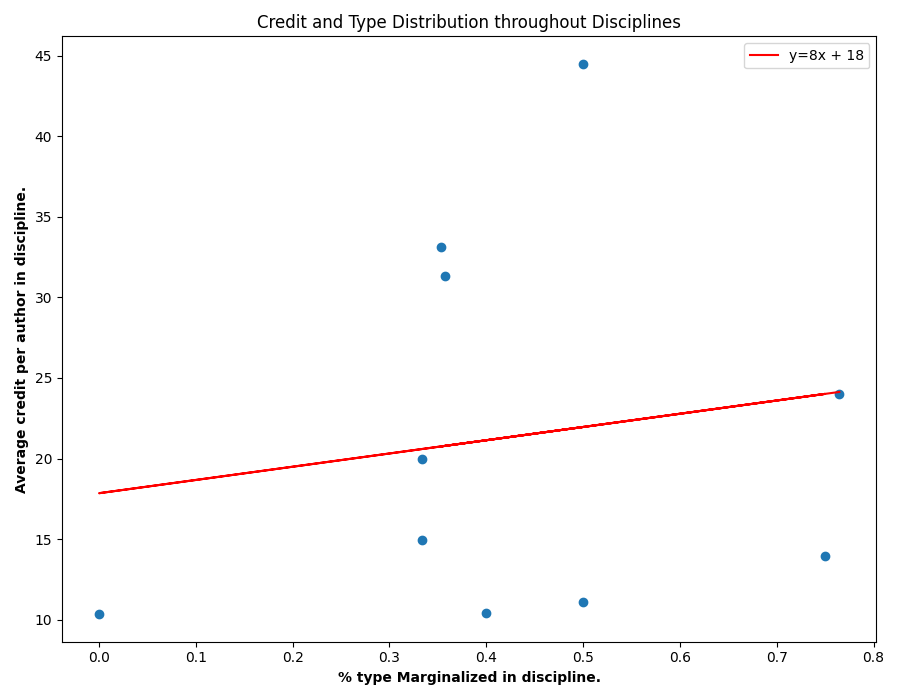 Credit and Type Distribution throughout Disciplines
y=8x + 18
45
40
35
30
25
20
15
10
Average credit per author in discipline.
0.0 0.1 0.2 0.3 0.4 0.5 0.6 0.7 0.8
% type Marginalized in discipline.